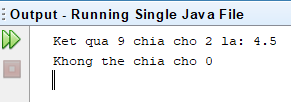 Output - Running Single Java File
Ket qua 9 chia cho 2 la: 4.5
Khong the chia cho 0